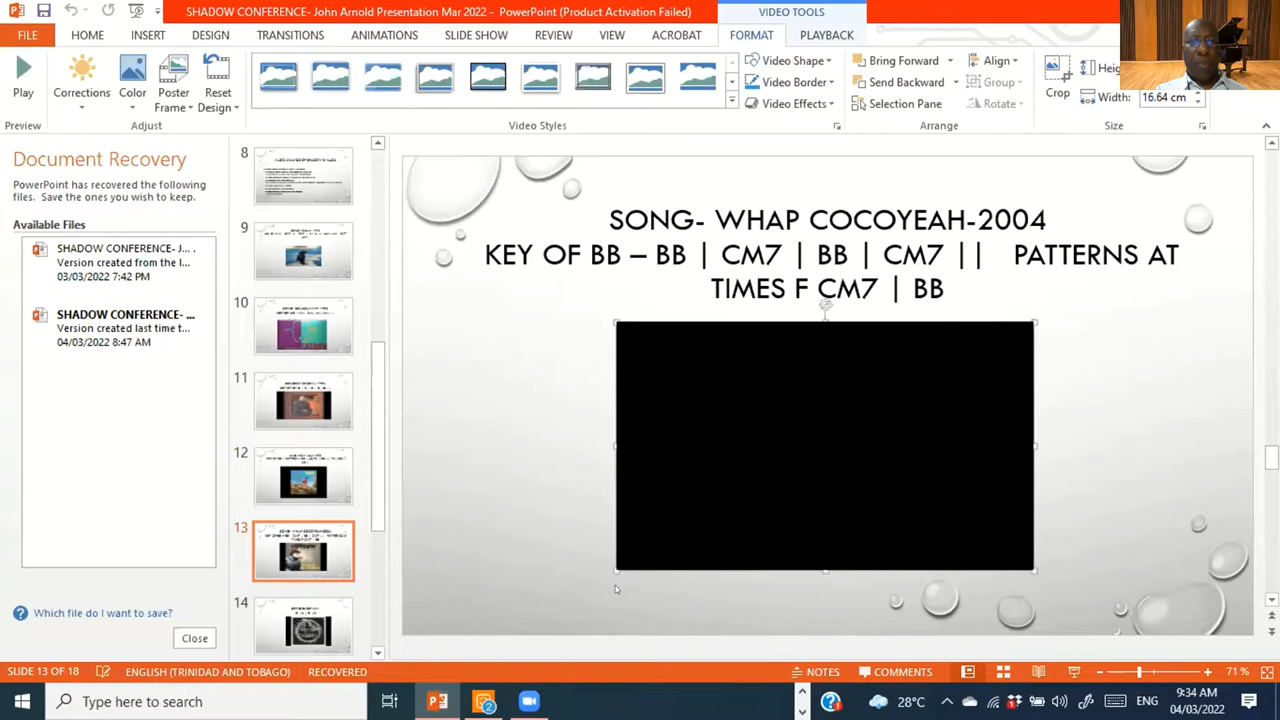 SHADOW CONFERENCE- John Arnold Presentation Mar 2022 - PowerPoint (Product Activation Failed)
VIDEO TOOLS
FILE HOME INSERT DESIGN TRANSITIONS ANIMATIONS SLIDE SHOW REVIEW VIEW ACROBAT FORMAT PLAYBACK
Play
Corrections
Color
Poster
Frame
Reset
Design
Video Shape
Video Border
Video Effects
Bring Forward
Send Backward
Selection Pane
Align
Group
Rotate
Crop
Width: 16.64 cm
Preview
Adjust
Video Styles
Arrange
Size
Document Recovery
PowerPoint has recovered the following
files. Save the ones you wish to keep.
Available Files
SHADOW CONFERENCE- J... .
Version created from the l...
03/03/2022 7:42 PM
SHADOW CONFERENCE- ...
Version created last time t...
04/03/2022 8:47 AM
Which file do I want to save?
Close
8
9
10
11
12
13
14
SONG- WHAP COCOYEAH-2004
KEY OF BB – BB | CM7 | BB | CM7 || PATTERNS AT
TIMES F CM7 | BB
SLIDE 13 OF 18
ENGLISH (TRINIDAD AND TOBAGO)
RECOVERED
NOTES
COMMENTS
71 %
Type here to search
28°C
ENG
9:34 AM
04/03/2022